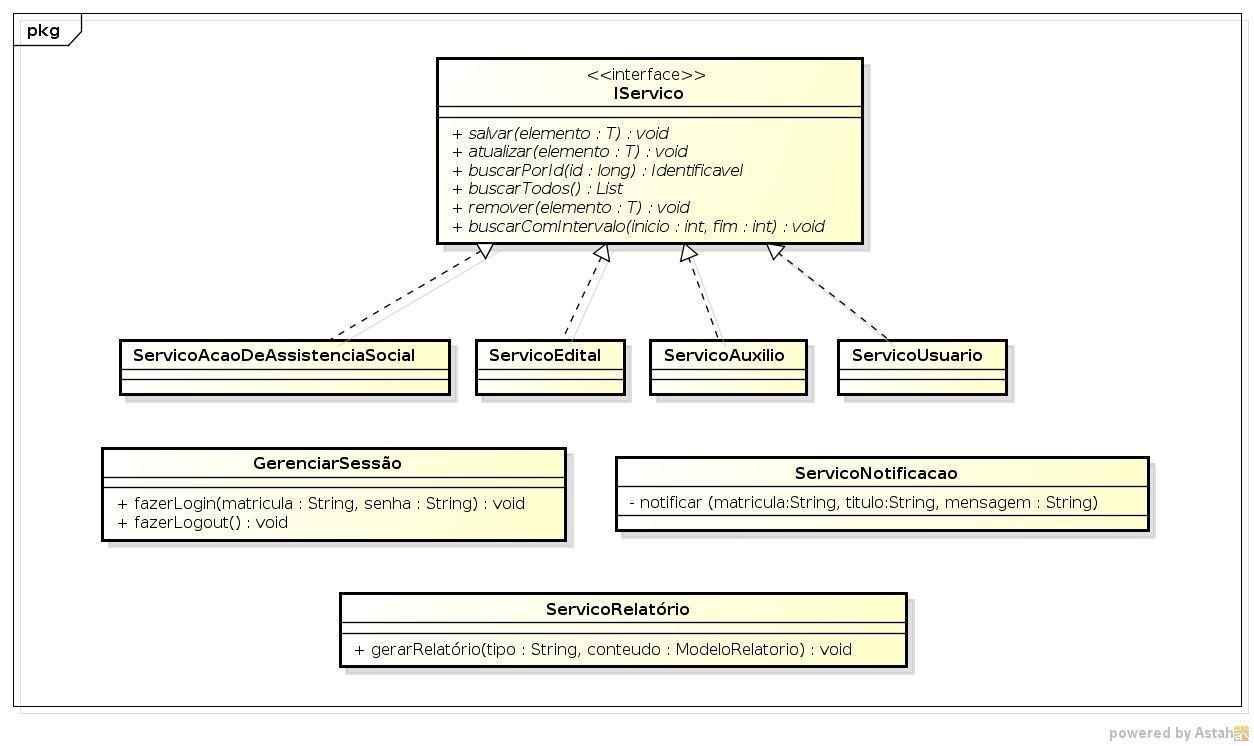 pkg
<<interface>>
IServico
+ salvar(elemento : T) : void
+ atualizar(elemento : T) : void
+ buscarPorId(id : long) : Identificavel
+ buscarTodos() : List
+ remover(elemento : T) : void
+ buscarComIntervalo(inicio : int, fim : int) : void
ServicoAcaoDeAssistenciaSocial
ServicoEdital
ServicoAuxilio
ServicoUsuario
GerenciarSessão
+ fazerLogin(matricula : String, senha : String) : void
+ fazerLogout() : void
ServicoNotificacao
- notificar (matricula:String, titulo:String, mensagem : String)
ServicoRelatório
+ gerarRelatório(tipo : String, conteudo : ModeloRelatorio) : void
powered by Astah